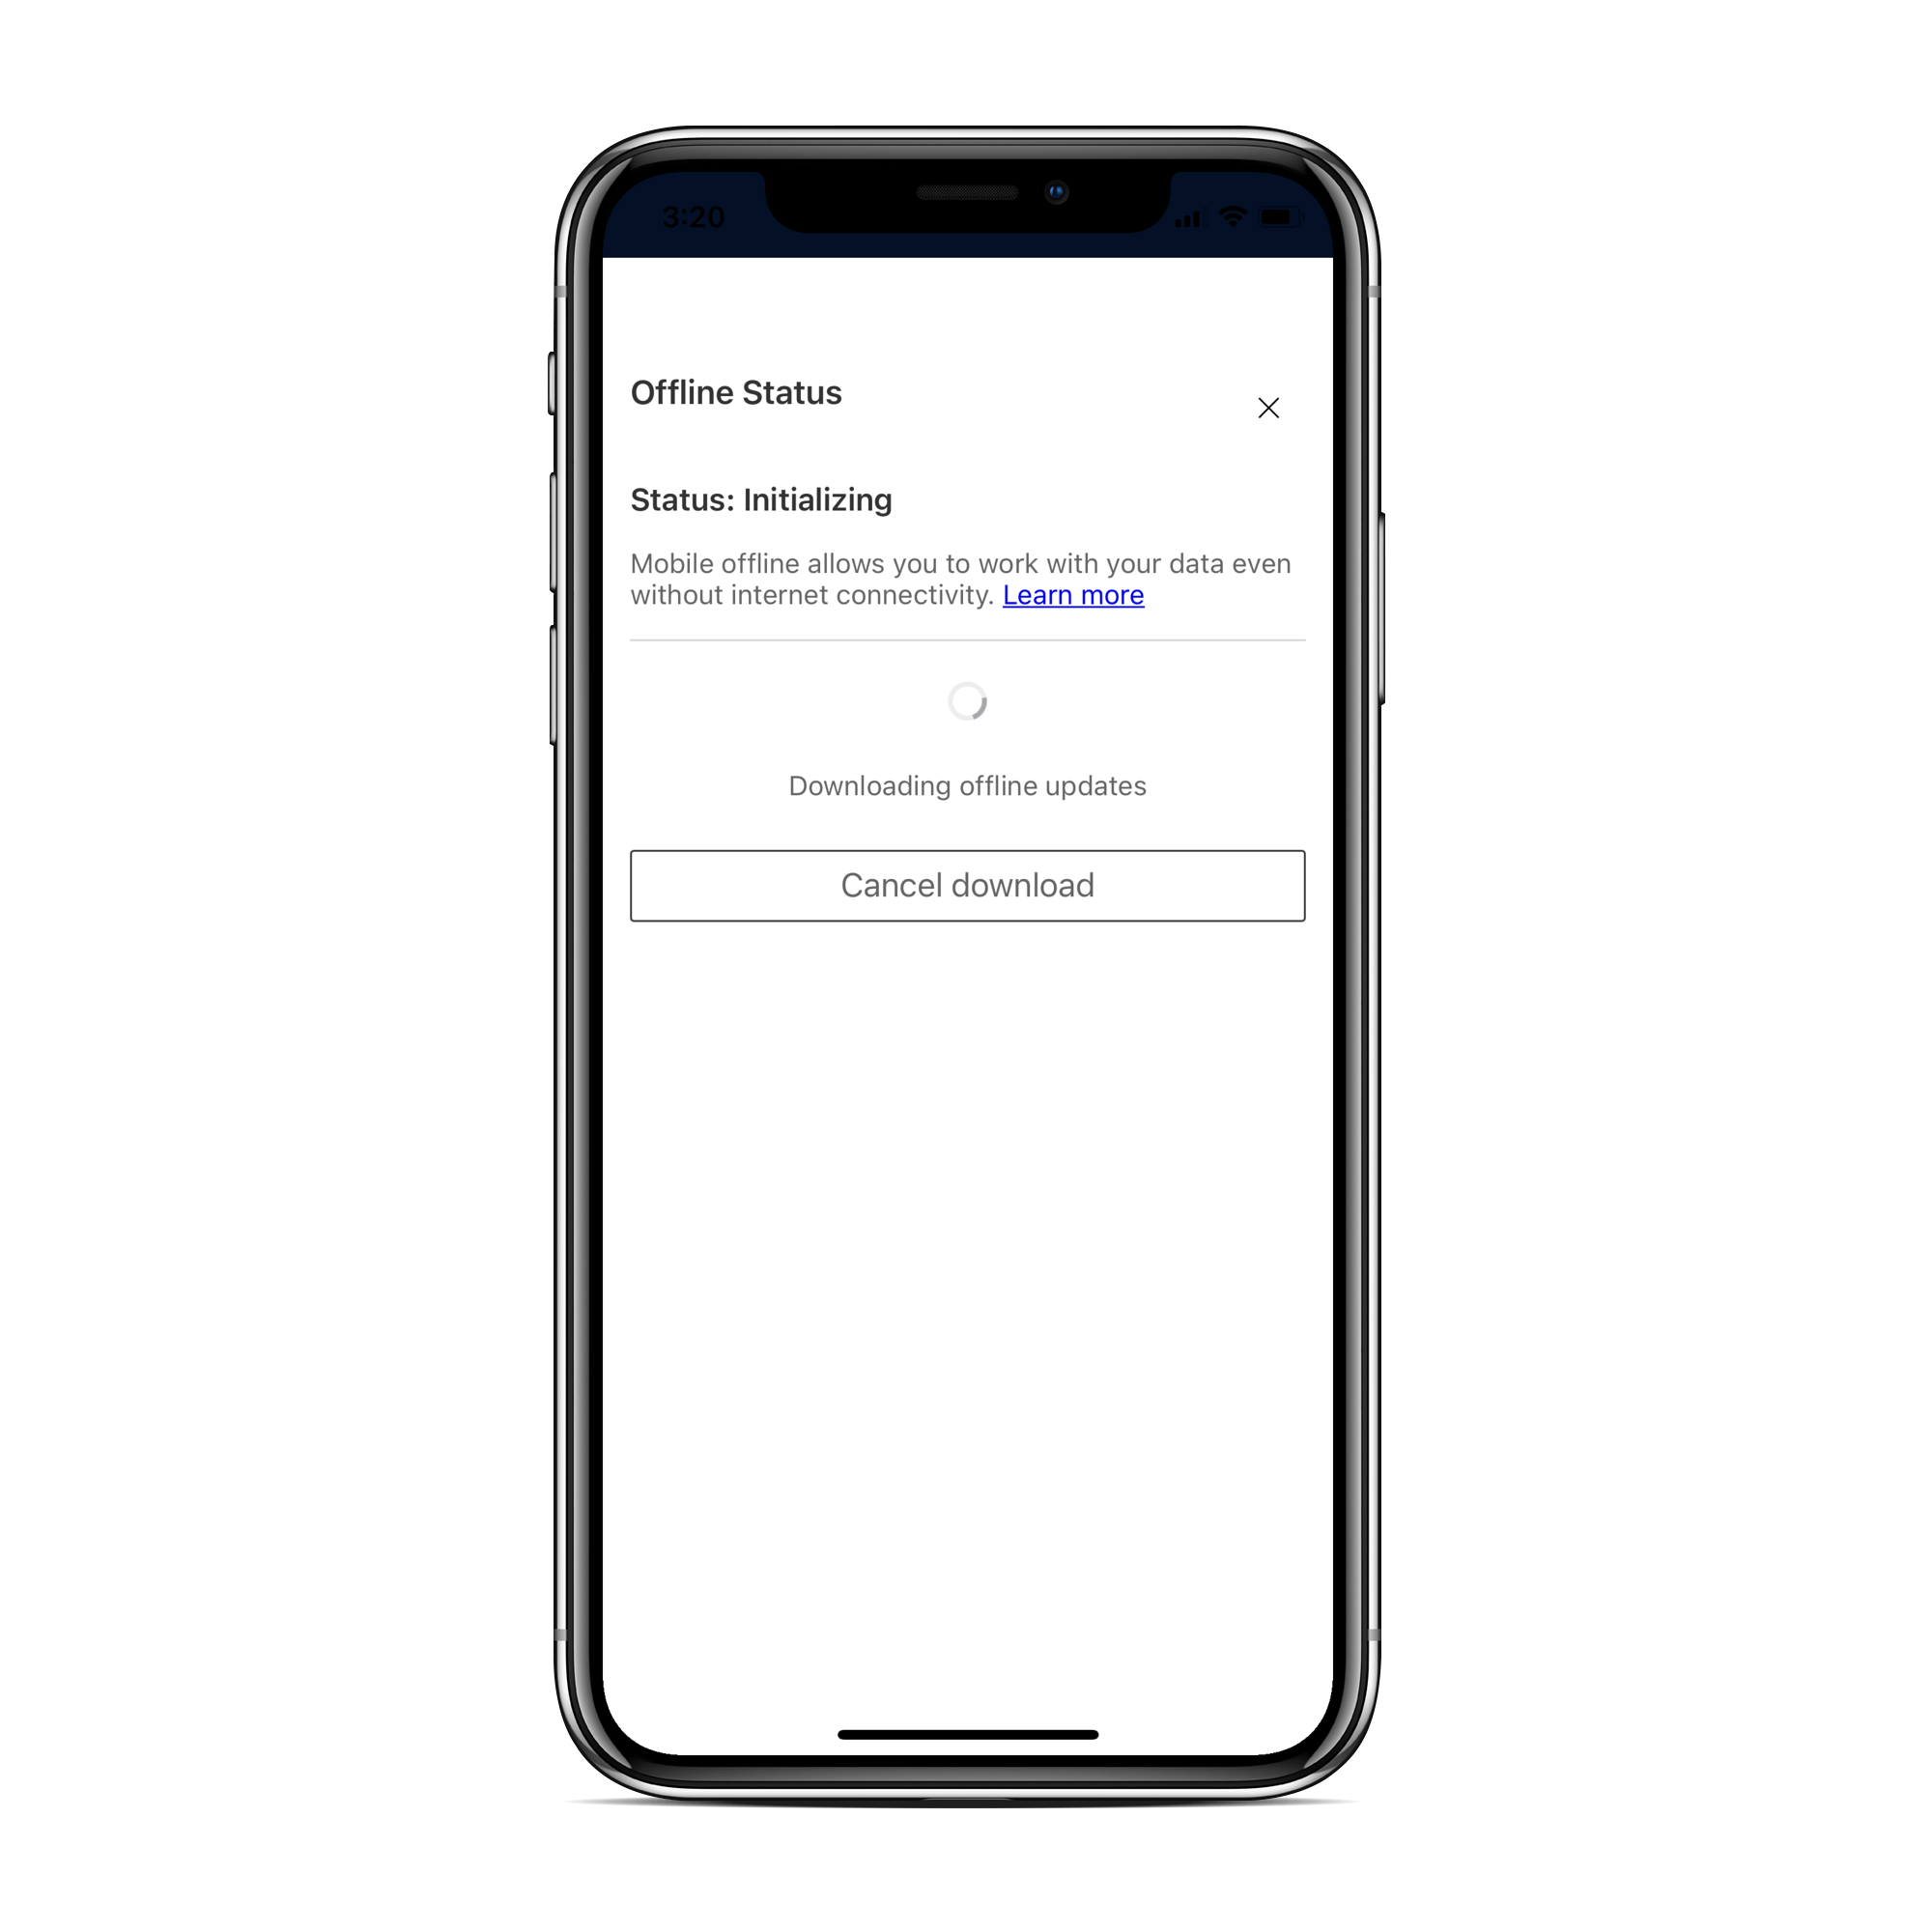 3:20
Offline Status
Status: Initializing
Mobile offline allows you to work with your data even
without internet connectivity. Learn more
Downloading offline updates
Cancel download